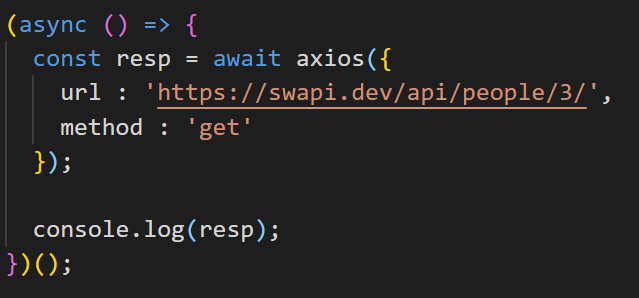 (async () => {
  const resp = await axios({
    url : 'https://swapi.dev/api/people/3/',
    method : 'get'
  });

  console.log(resp);
})();